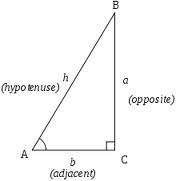 B
h
(hypotenuse)
a
(opposite)
A
b
C
(adjacent)